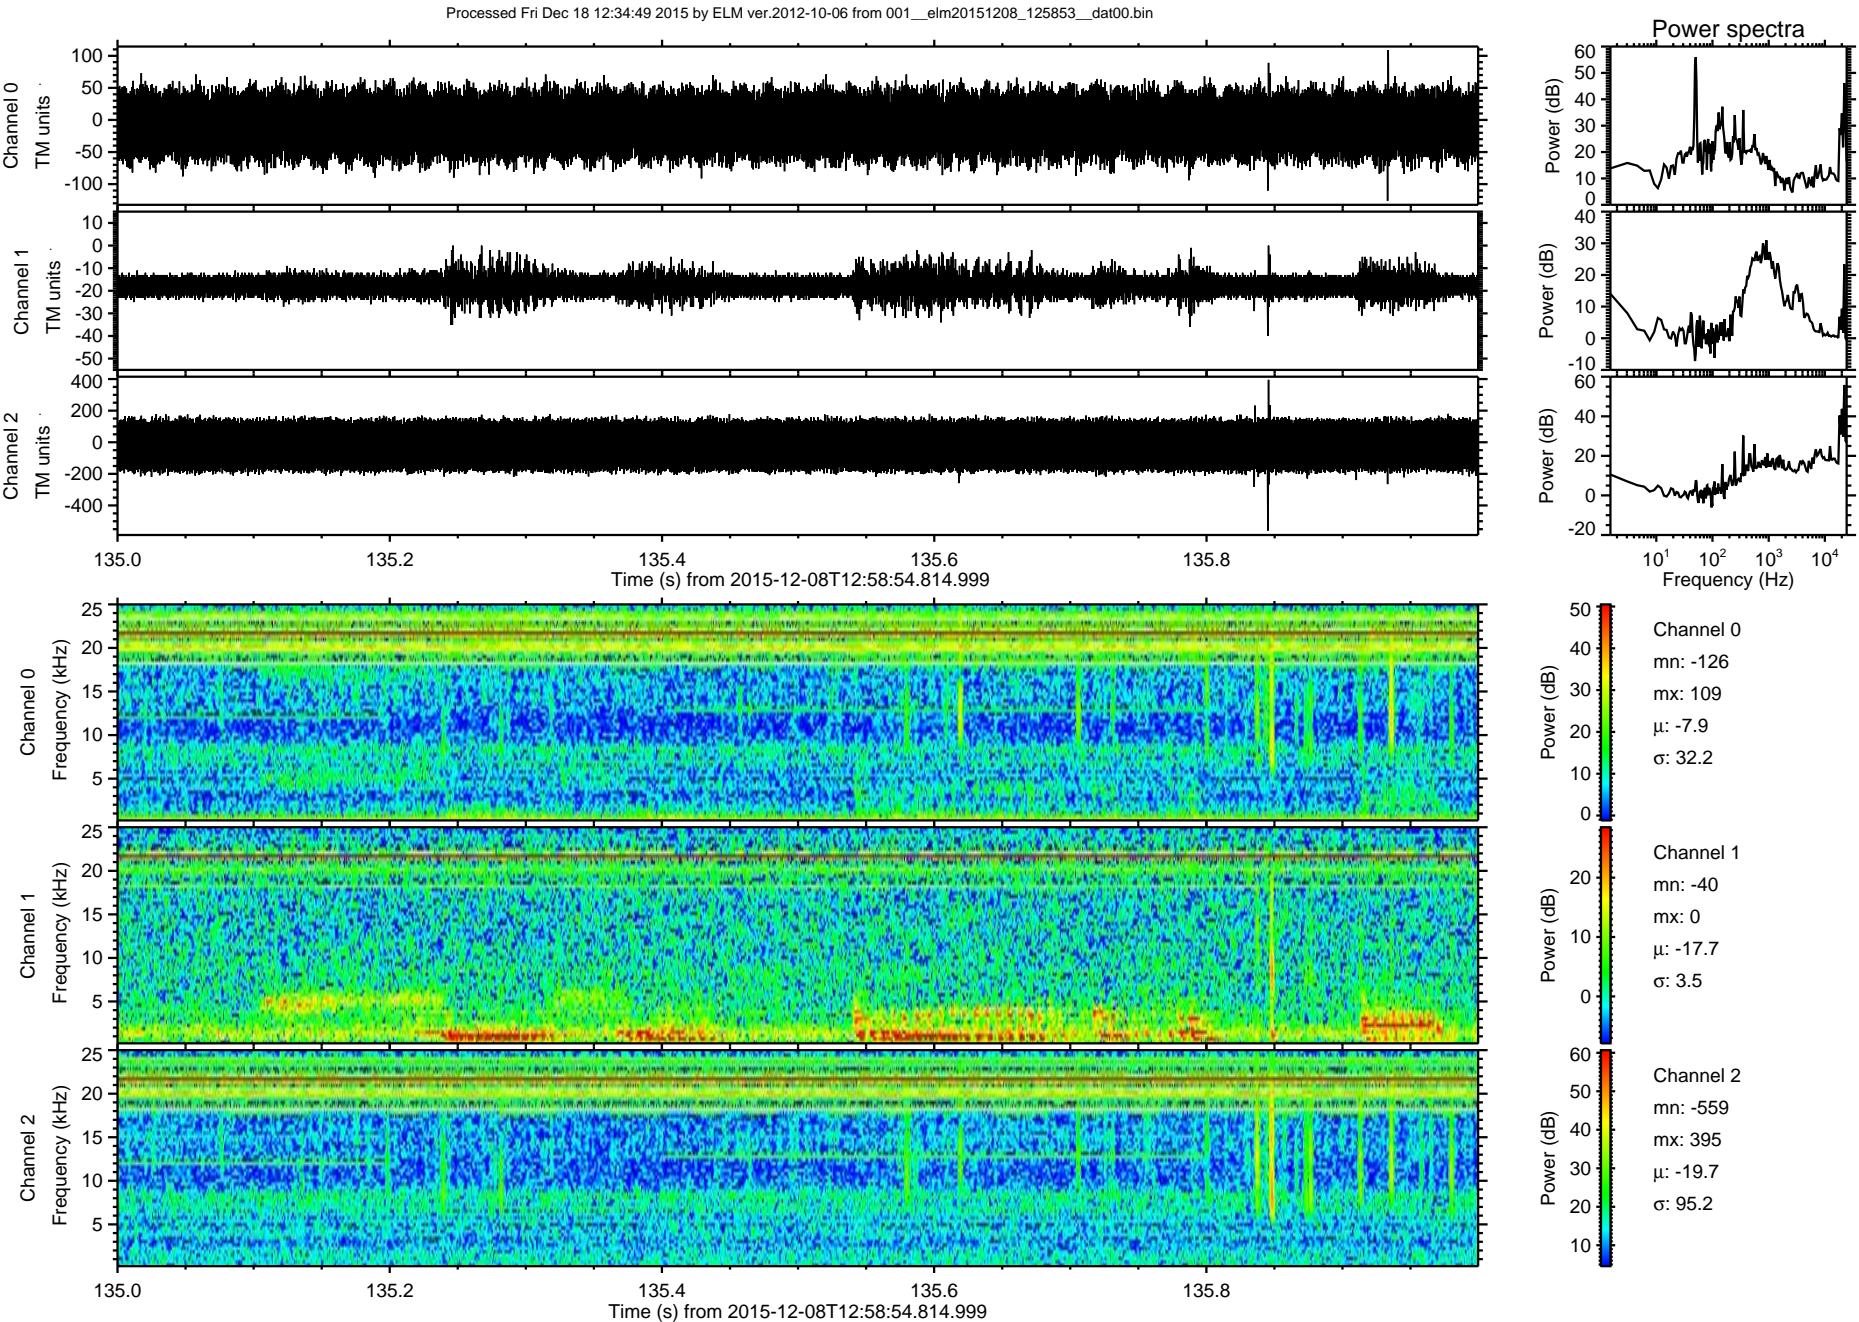 Processed Fri Dec 18 12:34:49 2015 by ELM ver.2012-10-06 from 001__elm20151208_125853__dat00.bin
Power spectra
Channel 0
TM units
100
50
0
-50
-100
Power (dB)
60
50
40
30
20
10
0
Channel 1
TM units
10
0
-10
-20
-30
-40
-50
Power (dB)
40
30
20
10
0
-10
Channel 2
TM units
400
200
0
-200
-400
Power (dB)
60
40
20
0
-20
135.0
135.2
135.4
135.6
135.8
Time (s) from 2015-12-08T12:58:54.814.999
10^1
10^2
10^3
10^4
Frequency (Hz)
Channel 0
Frequency (kHz)
25
20
15
10
5
Power (dB)
50
40
30
20
10
0
Channel 0
mn: -126
mx: 109
μ: -7.9
σ: 32.2
Channel 1
Frequency (kHz)
25
20
15
10
5
Power (dB)
20
10
0
Channel 1
mn: -40
mx: 0
μ: -17.7
σ: 3.5
Channel 2
Frequency (kHz)
25
20
15
10
5
Power (dB)
60
50
40
30
20
10
Channel 2
mn: -559
mx: 395
μ: -19.7
σ: 95.2
135.0
135.2
135.4
135.6
135.8
Time (s) from 2015-12-08T12:58:54.814.999